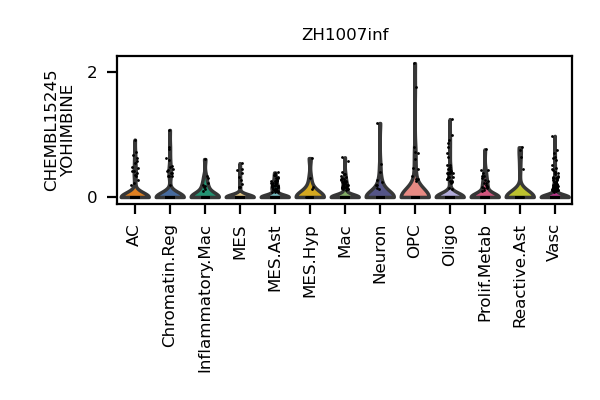 ZH1007inf
CHEMBL15245
YOHIMBINE
2
0
AC
Chromatin.Reg
Inflammatory.Mac
MES
MES.Ast
MES.Hyp
Mac
Neuron
OPC
Oligo
Prolif.Metab
Reactive.Ast
Vasc